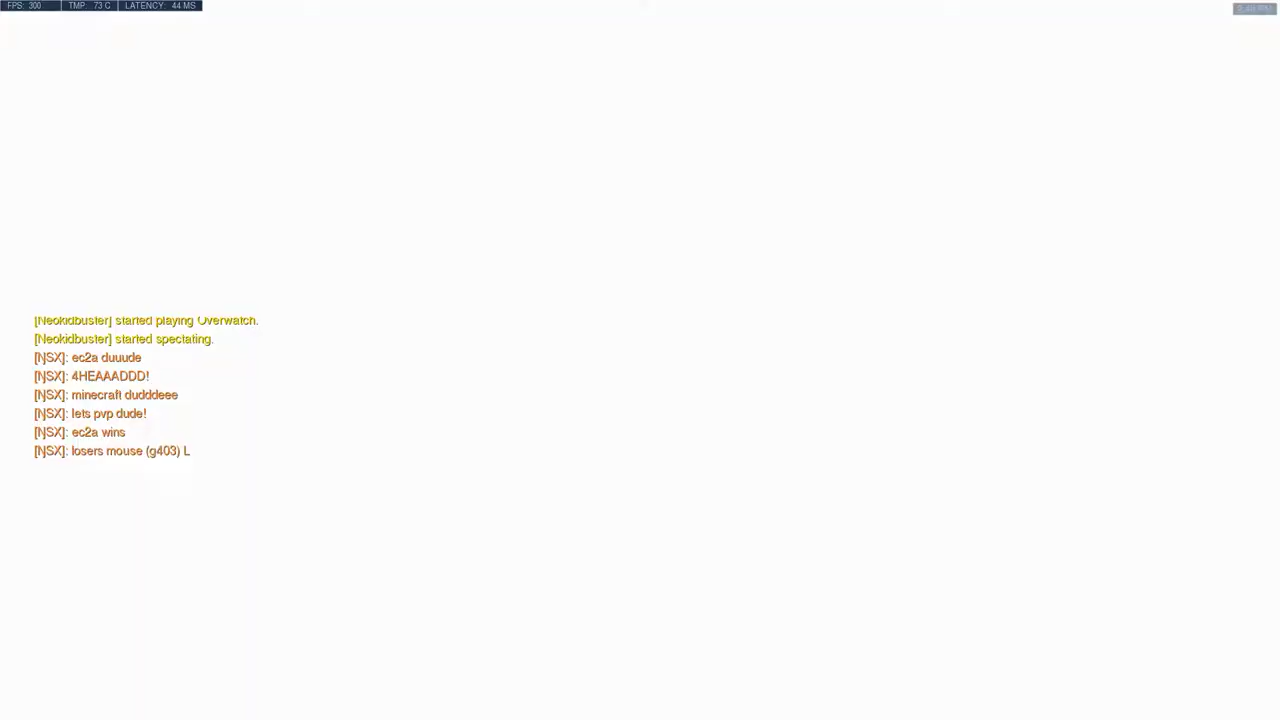 FPS: 300 TMP: 73 C LATENCY: 44 MS
[Neokidbuster] started playing Overwatch.
[Neokidbuster] started spectating.
[NSX]: ec2a duuude
[NSX]: 4HEAAADDD!
[NSX]: minecraft dudddeee
[NSX]: lets pvp dude!
[NSX]: ec2a wins
[NSX]: losers mouse (g403) L